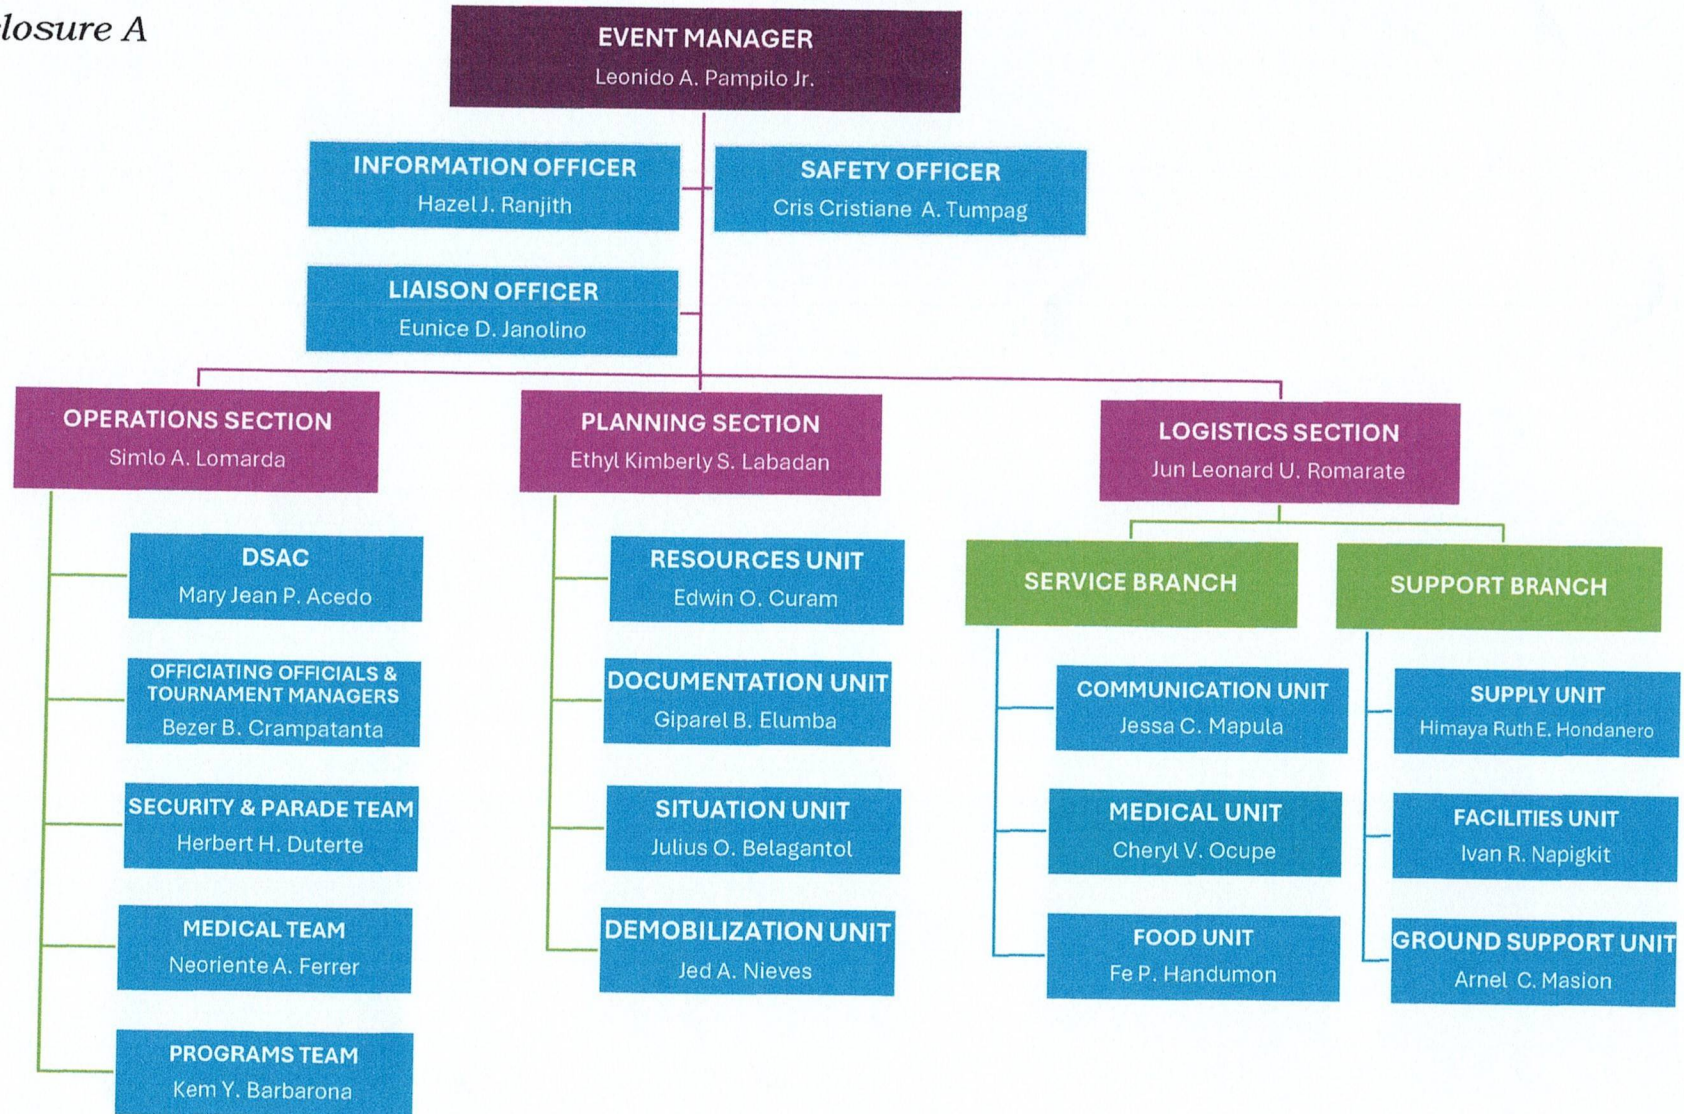 closure A
EVENT MANAGER
Leonido A. Pampilo Jr.
INFORMATION OFFICER
Hazel J. Ranjith
SAFETY OFFICER
Cris Cristiane A. Tumpag
LIAISON OFFICER
Eunice D. Janolino
OPERATIONS SECTION
Simlo A. Lomarda
DSAC
Mary Jean P. Acedo
OFFICIATING OFFICIALS &
TOURNAMENT MANAGERS
Bezer B. Crampatanta
SECURITY & PARADE TEAM
Herbert H. Duterte
MEDICAL TEAM
Neoriente A. Ferrer
PROGRAMS TEAM
Kem Y. Barbarona
PLANNING SECTION
Ethyl Kimberly S. Labadan
RESOURCES UNIT
Edwin O. Curam
DOCUMENTATION UNIT
Giparel B. Elumba
SITUATION UNIT
Julius O. Belagantol
DEMOBILIZATION UNIT
Jed A. Nieves
LOGISTICS SECTION
Jun Leonard U. Romarate
SERVICE BRANCH
COMMUNICATION UNIT
Jessa C. Mapula
MEDICAL UNIT
Cheryl V. Ocupe
FOOD UNIT
Fe P. Handumon
SUPPORT BRANCH
SUPPLY UNIT
Himaya Ruth E. Hondanero
FACILITIES UNIT
Ivan R. Napigkit
GROUND SUPPORT UNIT
Arnel C. Masion